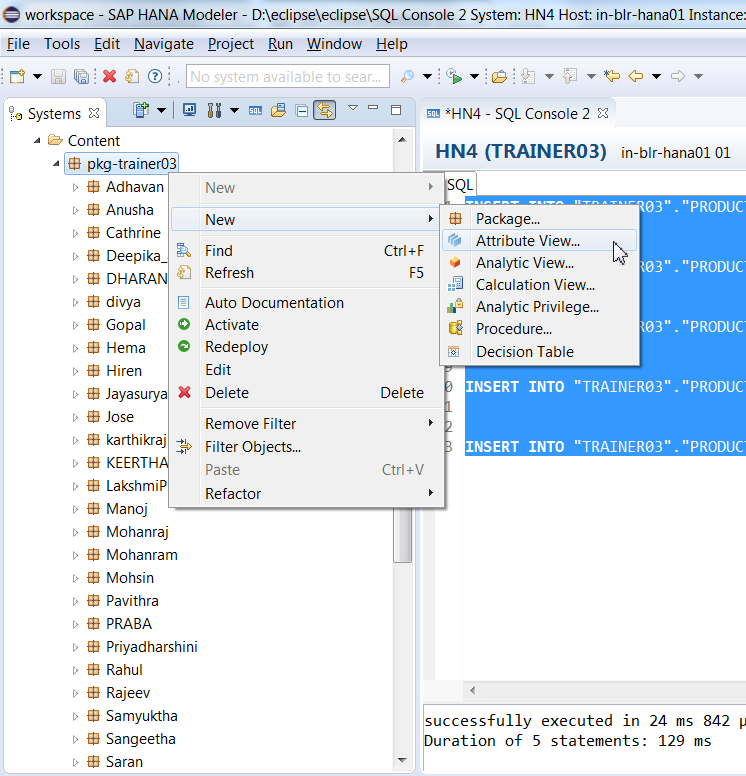 workspace - SAP HANA Modeler - D:\eclipse\eclipse\SQL Console 2 System: HN4 Host: in-blr-hana01 Instance:
File Tools Edit Navigate Project Run Window Help
No system available to sear...
Systems
*HN4 - SQL Console 2
Content
pkg-trainer03
HN4 (TRAINER03) in-blr-hana01 01
SQL
Adhavan
Anusha
Cathrine
Deepika_
DHARAN
divya
Gopal
Hema
Hiren
Jayasurya
Jose
karthikraj
KEERTHA
LakshmiP
Manoj
Mohanraj
Mohanram
Mohsin
Pavithra
PRABA
Priyadharshini
Rahul
Rajeev
Samyuktha
Sangeetha
Saran
New
New
Find Ctrl+F
Refresh F5
Auto Documentation
Activate
Redeploy
Edit
Delete Delete
Remove Filter
Filter Objects...
Paste Ctrl+V
Refactor
Package...
Attribute View...
Analytic View...
Calculation View...
Analytic Privilege...
Procedure...
Decision Table
INSERT INTO "TRAINER03"."PRODUCT
"PRODUCT
"PRODUCT
0 INSERT INTO "TRAINER03"."PRODUCT
1
2
3 INSERT INTO "TRAINER03"."PRODUCT
successfully executed in 24 ms 842 µ
Duration of 5 statements: 129 ms